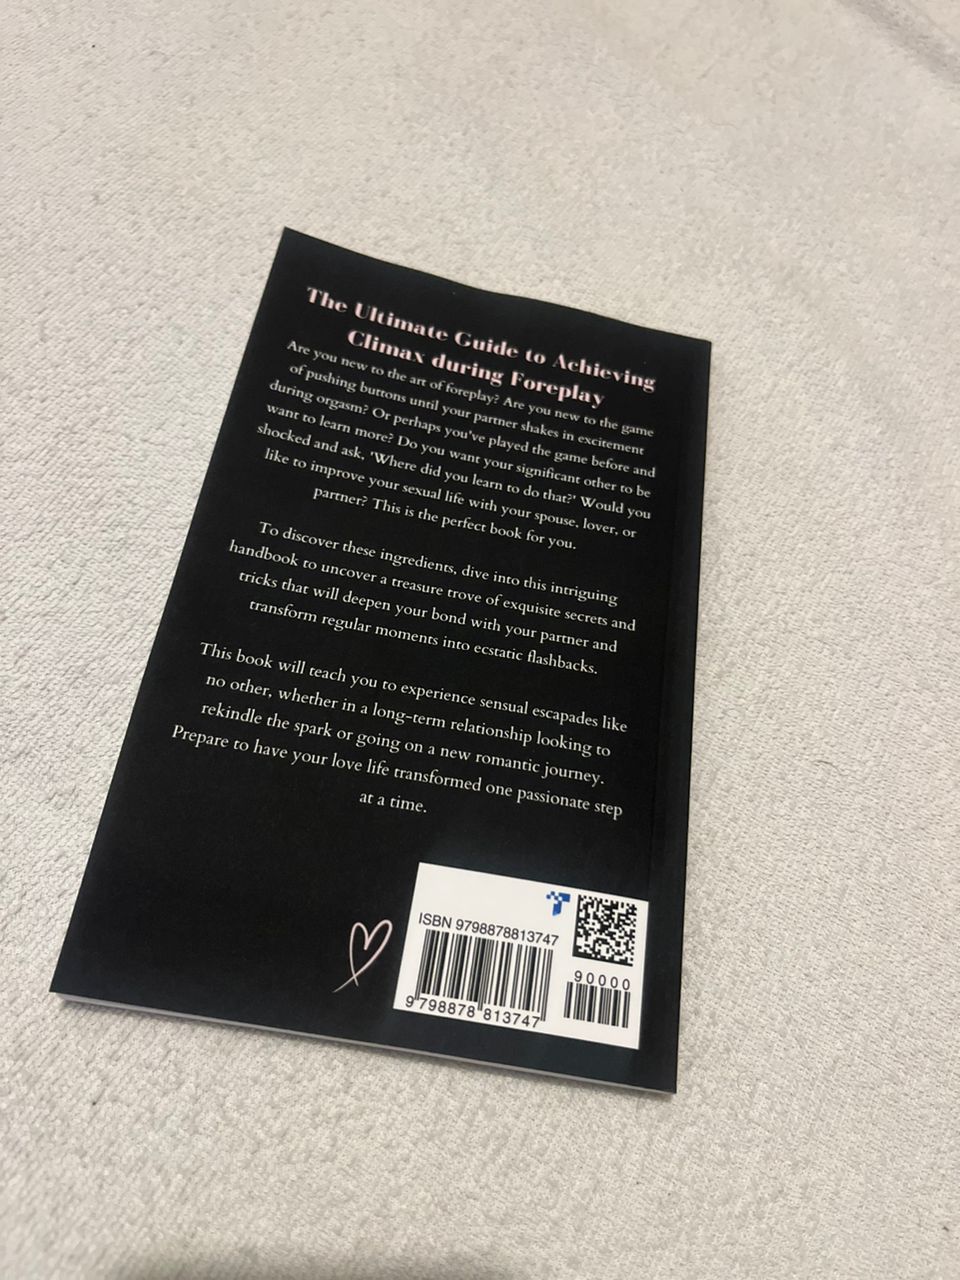 The Ultimate Guide to Achieving
Climax during Foreplay
Are you new to the art of foreplay? Are you new to the game
of pushing buttons until your partner shakes in excitement
during orgasm? Or perhaps you've played the game before and
want to learn more? Do you want your significant other to be
shocked and ask, 'Where did you learn to do that?' Would you
like to improve your sexual life with your spouse, lover, or
partner? This is the perfect book for you.
To discover these ingredients, dive into this intriguing
handbook to uncover a treasure trove of exquisite secrets and
tricks that will deepen your bond with your partner and
transform regular moments into ecstatic flashbacks.
This book will teach you to experience sensual escapades like
no other, whether in a long-term relationship looking to
rekindle the spark or going on a new romantic journey.
Prepare to have your love life transformed one passionate step
at a time.
ISBN 9798878813747
90000
9 798878 813747